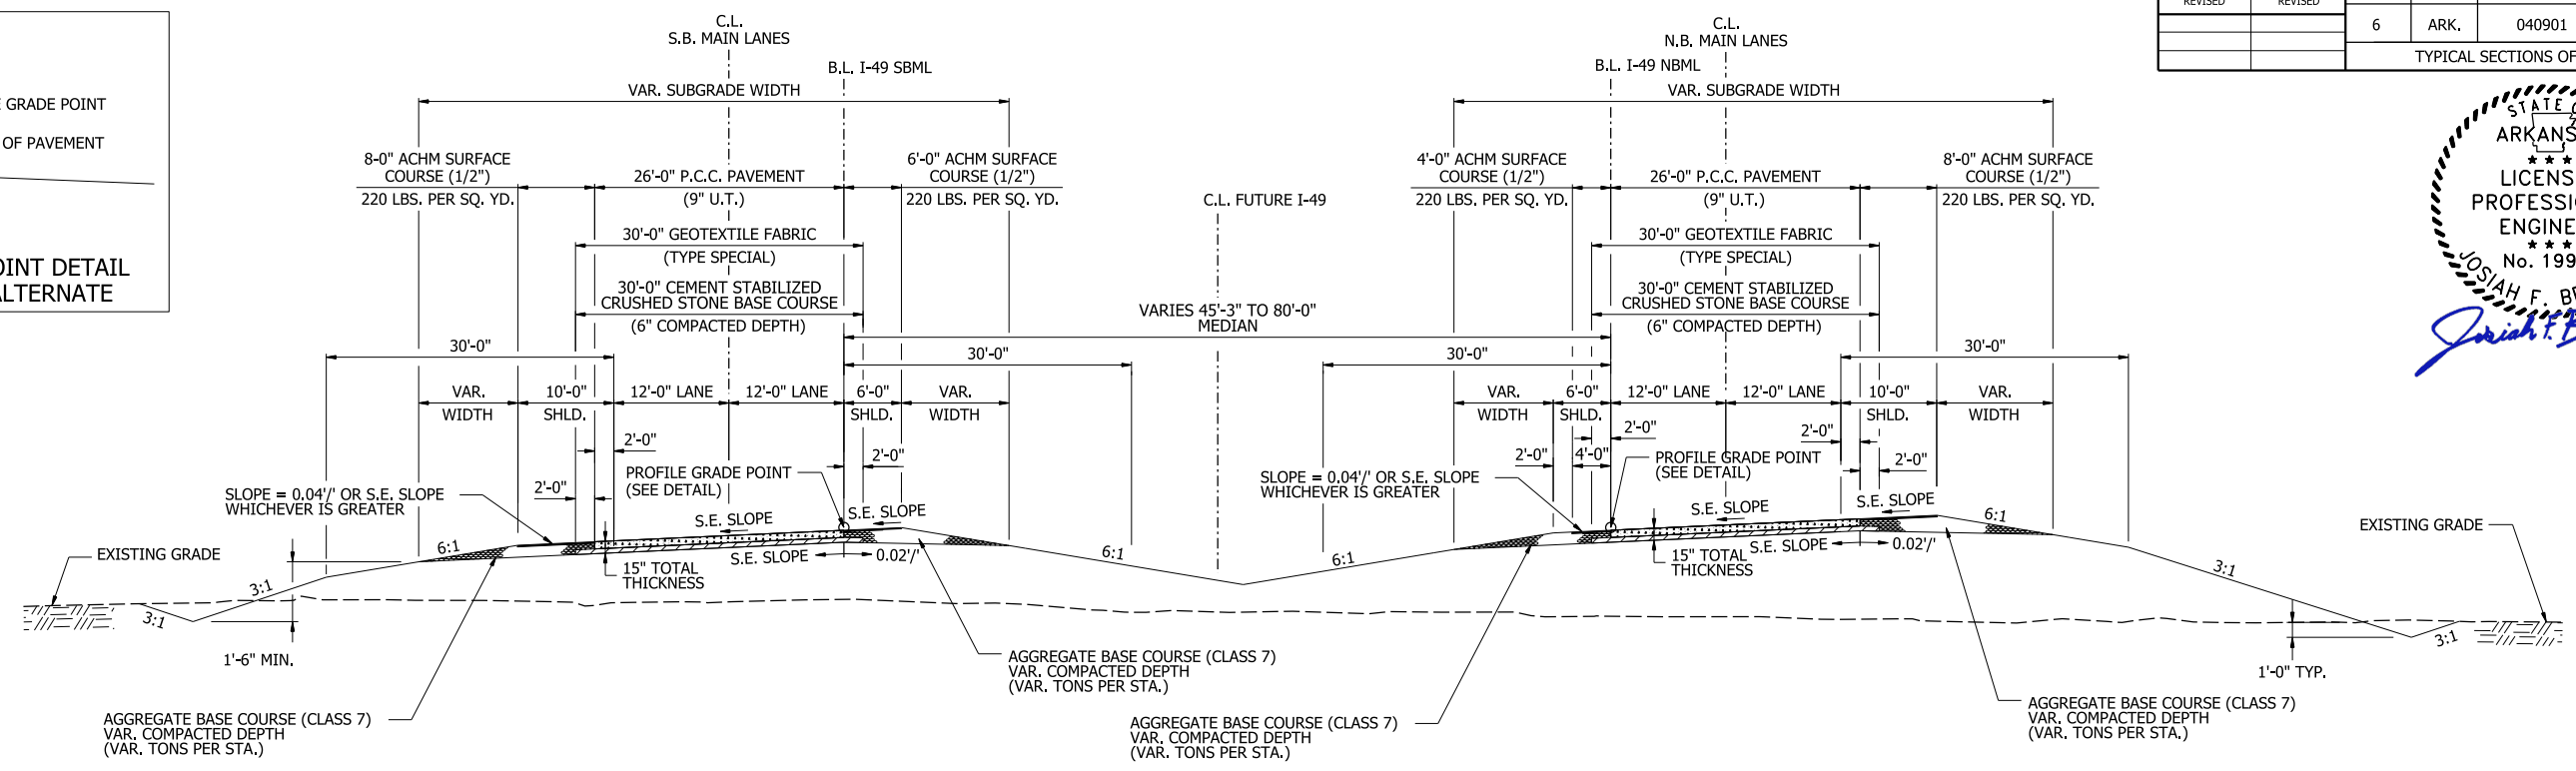 REVISED REVISED
6 ARK. 040901
TYPICAL SECTIONS OF
GRADE POINT
OF PAVEMENT
DETAIL
STATE
LICENS
No. 199
JOSIAH F.
C.L.
S.B. MAIN LANES
B.L. I-49 SBML
VAR. SUBGRADE WIDTH
8-0" ACHM SURFACE
COURSE (1/2")
220 LBS. PER SQ. YD.
26'-0" P.C.C. PAVEMENT
(9" U.T.)
6'-0" ACHM SURFACE
COURSE (1/2")
220 LBS. PER SQ. YD.
30'-0" GEOTEXTILE FABRIC
(TYPE SPECIAL)
30'-0" CEMENT STABILIZED
CRUSHED STONE BASE COURSE
(6" COMPACTED DEPTH)
30'-0"
VAR.
WIDTH
10'-0"
SHLD.
12'-0" LANE
12'-0" LANE
6'-0"
SHLD.
VAR.
WIDTH
2'-0"
2'-0"
2'-0"
PROFILE GRADE POINT
(SEE DETAIL)
SLOPE = 0.04'/' OR S.E. SLOPE
WHICHEVER IS GREATER
S.E. SLOPE
S.E. SLOPE
S.E. SLOPE
0.02'/'
15" TOTAL
THICKNESS
EXISTING GRADE
6:1
3:1
3:1
6:1
1'-6" MIN.
AGGREGATE BASE COURSE (CLASS 7)
VAR. COMPACTED DEPTH
(VAR. TONS PER STA.)
AGGREGATE BASE COURSE (CLASS 7)
VAR. COMPACTED DEPTH
(VAR. TONS PER STA.)
C.L. FUTURE I-49
VARIES 45'-3" TO 80'-0"
MEDIAN
30'-0"
30'-0"
C.L.
N.B. MAIN LANES
B.L. I-49 NBML
VAR. SUBGRADE WIDTH
4'-0" ACHM SURFACE
COURSE (1/2")
220 LBS. PER SQ. YD.
26'-0" P.C.C. PAVEMENT
(9" U.T.)
8'-0" ACHM SURFACE
COURSE (1/2")
220 LBS. PER SQ. YD.
30'-0" GEOTEXTILE FABRIC
(TYPE SPECIAL)
30'-0" CEMENT STABILIZED
CRUSHED STONE BASE COURSE
(6" COMPACTED DEPTH)
30'-0"
VAR.
WIDTH
6'-0"
SHLD.
12'-0" LANE
12'-0" LANE
10'-0"
SHLD.
VAR.
WIDTH
2'-0"
2'-0"
2'-0"
4'-0"
2'-0"
PROFILE GRADE POINT
(SEE DETAIL)
SLOPE = 0.04'/' OR S.E. SLOPE
WHICHEVER IS GREATER
S.E. SLOPE
S.E. SLOPE
S.E. SLOPE
0.02'/'
15" TOTAL
THICKNESS
6:1
6:1
3:1
3:1
EXISTING GRADE
1'-0" TYP.
AGGREGATE BASE COURSE (CLASS 7)
VAR. COMPACTED DEPTH
(VAR. TONS PER STA.)
AGGREGATE BASE COURSE (CLASS 7)
VAR. COMPACTED DEPTH
(VAR. TONS PER STA.)